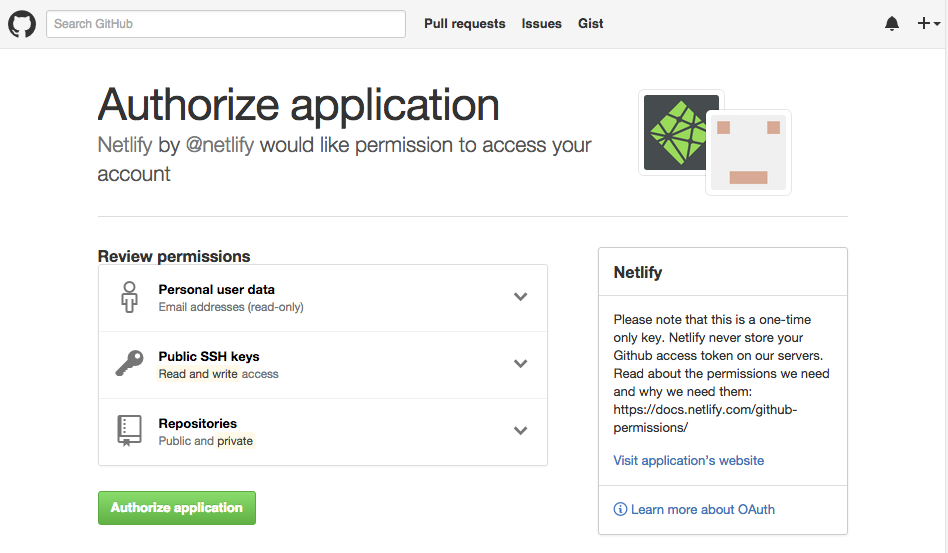 Search GitHub
Pull requests
Issues
Gist
Authorize application
Netlify by @netlify would like permission to access your
account
Review permissions
Personal user data
Email addresses (read-only)
Public SSH keys
Read and write access
Repositories
Public and private
Authorize application
Netlify
Please note that this is a one-time
only key. Netlify never store your
Github access token on our servers.
Read about the permissions we need
and why we need them:
https://docs.netlify.com/github-
permissions/
Visit application's website
Learn more about OAuth